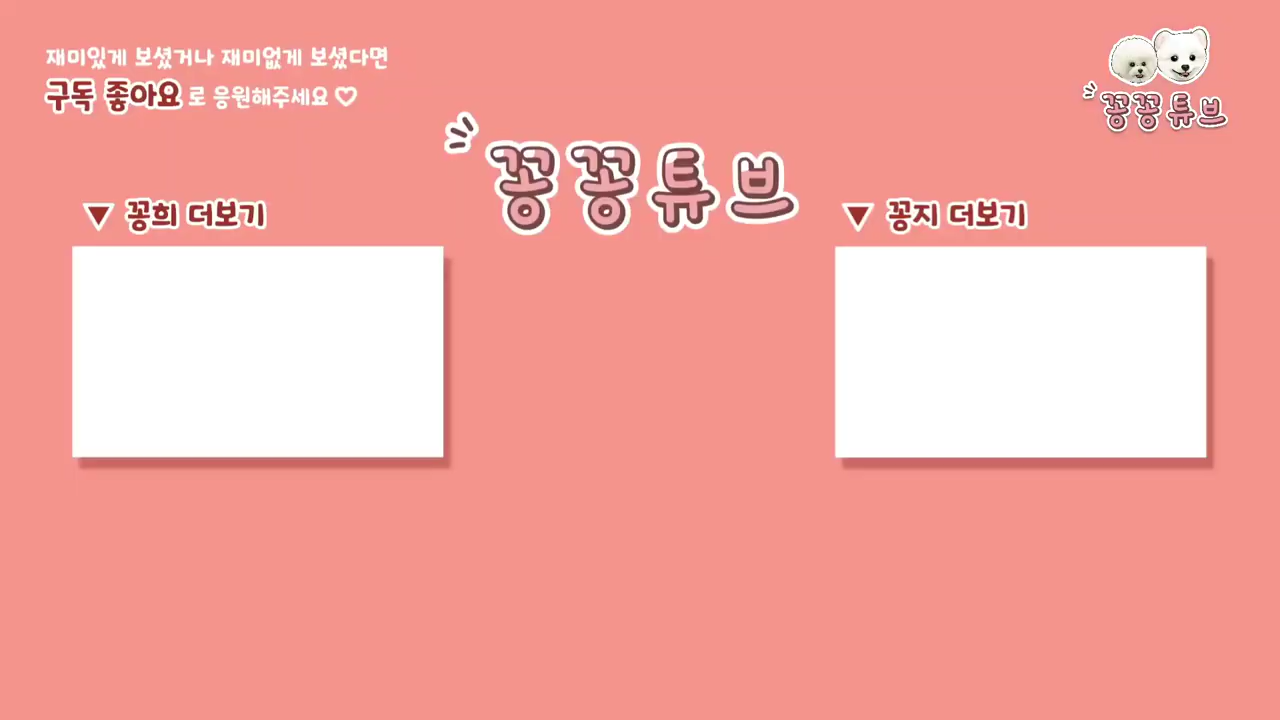 재미있게 보셨거나 재미없게 보셨다면
구독 좋아요 로 응원해주세요 ♡
꽁꽁튜브
꽁꽁튜브
▼ 꽁희 더보기
▼ 꽁지 더보기